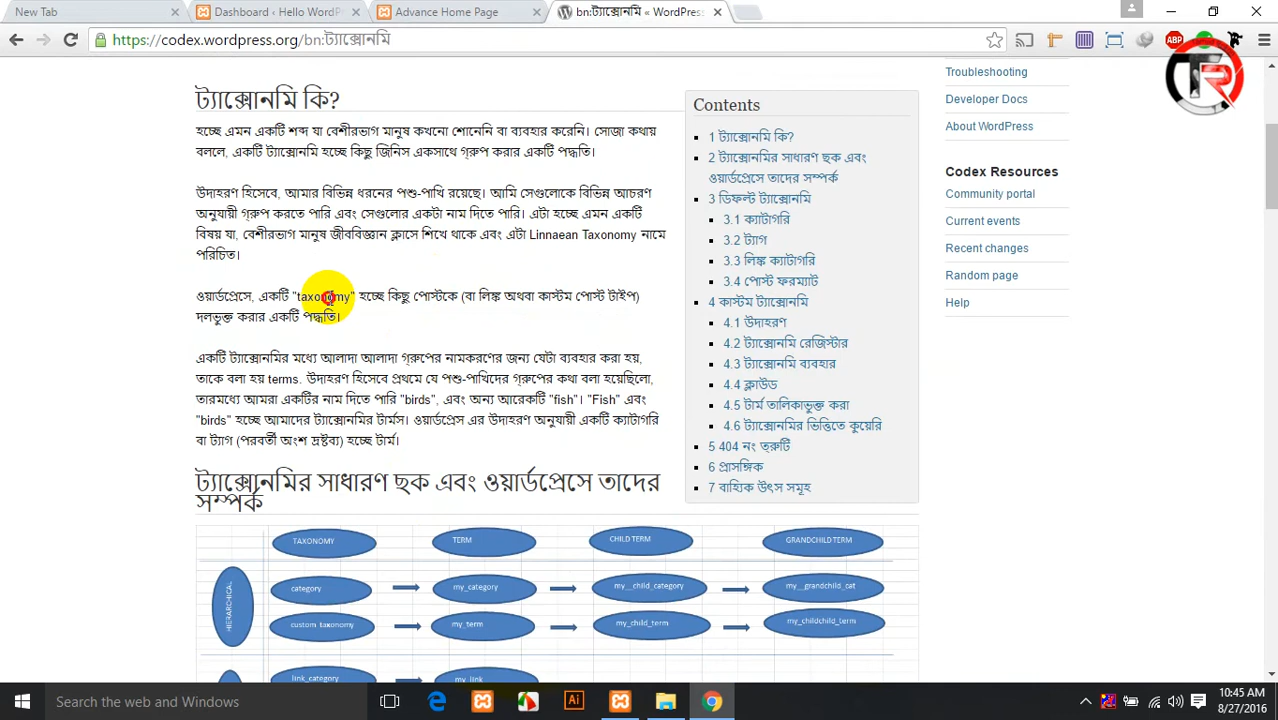 New Tab
Dashboard ‹ Hello WordP
Advance Home Page
bn:ট্যাক্সোনমি « WordPress
https://codex.wordpress.org/bn:ট্যাক্সোনমি
ABP
TR
ট্যাক্সোনমি কি?
হচ্ছে এমন একটি শব্দ যা বেশীরভাগ মানুষ কখনো শোনেনি বা ব্যবহার করেনি। সোজা কথায়
বললে, একটি ট্যাক্সোনমি হচ্ছে কিছু জিনিস একসাথে গ্রুপ করার একটি পদ্ধতি।
উদাহরণ হিসেবে, আমার বিভিন্ন ধরনের পশু-পাখি রয়েছে। আমি সেগুলোকে বিভিন্ন আচরণ
অনুযায়ী গ্রুপ করতে পারি এবং সেগুলোর একটা নাম দিতে পারি। এটা হচ্ছে এমন একটি
বিষয় যা, বেশীরভাগ মানুষ জীববিজ্ঞান ক্লাসে শিখে থাকে এবং এটা Linnaean Taxonomy নামে
পরিচিত।
ওয়ার্ডপ্রেসে, একটি "taxonomy" হচ্ছে কিছু পোস্টকে (বা লিঙ্ক অথবা কাস্টম পোস্ট টাইপ)
দলভুক্ত করার একটি পদ্ধতি।
একটি ট্যাক্সোনমির মধ্যে আলাদা আলাদা গ্রুপের নামকরণের জন্য যেটা ব্যবহার করা হয়,
তাকে বলা হয় terms. উদাহরণ হিসেবে প্রথমে যে পশু-পাখিদের গ্রুপের কথা বলা হয়েছিলো,
তারমধ্যে আমরা একটির নাম দিতে পারি "birds", এবং অন্য আরেকটি "fish"। "Fish" এবং
"birds" হচ্ছে আমাদের ট্যাক্সোনমির টার্মস। ওয়ার্ডপ্রেস এর উদাহরণ অনুযায়ী একটি ক্যাটাগরি
বা ট্যাগ (পরবর্তী অংশ দ্রষ্টব্য) হচ্ছে টার্ম।
ট্যাক্সোনমির সাধারণ ছক এবং ওয়ার্ডপ্রেসে তাদের
সম্পর্ক
TAXONOMY
TERM
CHILD TERM
GRANDCHILD TERM
HIERARCHICAL
category
my_category
my__child_category
my__grandchild_cat
custom_taxonomy
my_term
my_child_term
my_childchild_term
link_category
my_link
Contents
1 ট্যাক্সোনমি কি?
2 ট্যাক্সোনমির সাধারণ ছক এবং
ওয়ার্ডপ্রেসে তাদের সম্পর্ক
3 ডিফল্ট ট্যাক্সোনমি
3.1 ক্যাটাগরি
3.2 ট্যাগ
3.3 লিঙ্ক ক্যাটাগরি
3.4 পোস্ট ফরম্যাট
4 কাস্টম ট্যাক্সোনমি
4.1 উদাহরণ
4.2 ট্যাক্সোনমি রেজিস্টার
4.3 ট্যাক্সোনমি ব্যবহার
4.4 ক্লাউড
4.5 টার্ম তালিকাভুক্ত করা
4.6 ট্যাক্সোনমির ভিত্তিতে কুয়েরি
5 404 নং ত্রুটি
6 প্রাসঙ্গিক
7 বাহ্যিক উৎস সমূহ
Troubleshooting
Developer Docs
About WordPress
Codex Resources
Community portal
Current events
Recent changes
Random page
Help
Search the web and Windows
Ai
10:45 AM
8/27/2016